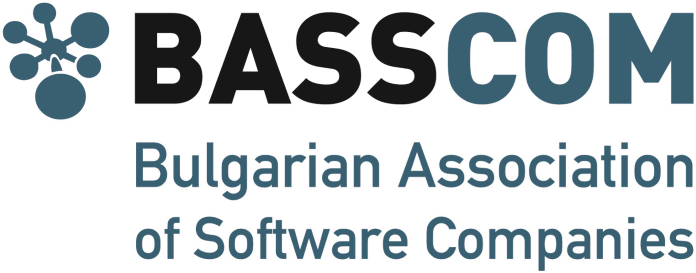 BASSCOM
Bulgarian Association
of Software Companies